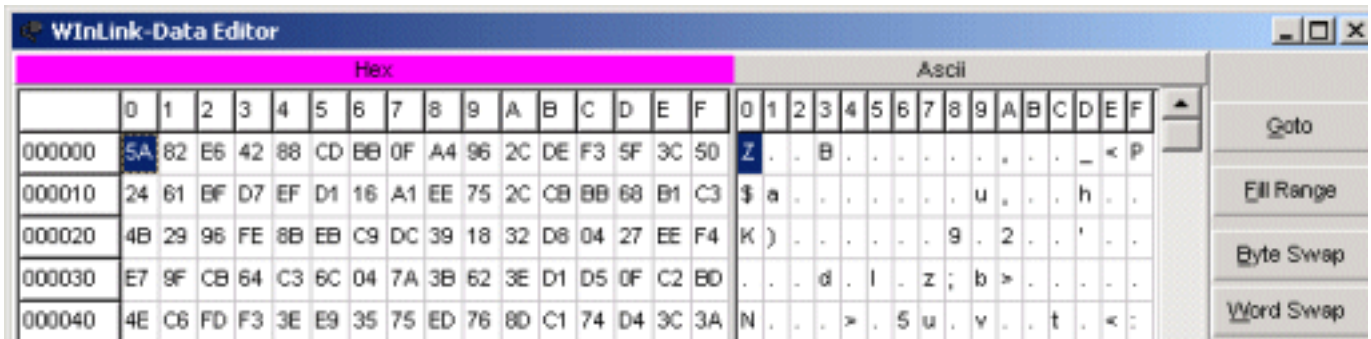 WInLink-Data Editor
Hex Ascii
0 1 2 3 4 5 6 7 8 9 A B C D E F 0 1 2 3 4 5 6 7 8 9 A B C D E F
Goto
000000 5A 82 E6 42 88 CD BB 0F A4 96 2C DE F3 5F 3C 50 Z . . B . . . . . . , . . _ < P
000010 24 61 BF D7 EF D1 16 A1 EE 75 2C CB BB 68 B1 C3 $ a . . . . . . . u , . . h . .
Fill Range
000020 4B 29 96 FE 8B EB C9 DC 39 18 32 D8 04 27 EE F4 K ) . . . . . . 9 . 2 . . ' . .
Byte Swap
000030 E7 9F CB 64 C3 6C 04 7A 3B 62 3E D1 D5 0F C2 BD . . . d . l . z ; b > . . . . .
000040 4E C6 FD F3 3E E9 35 75 ED 76 8D C1 74 D4 3C 3A N . . . > . 5 u . v . . t . < :
Word Swap